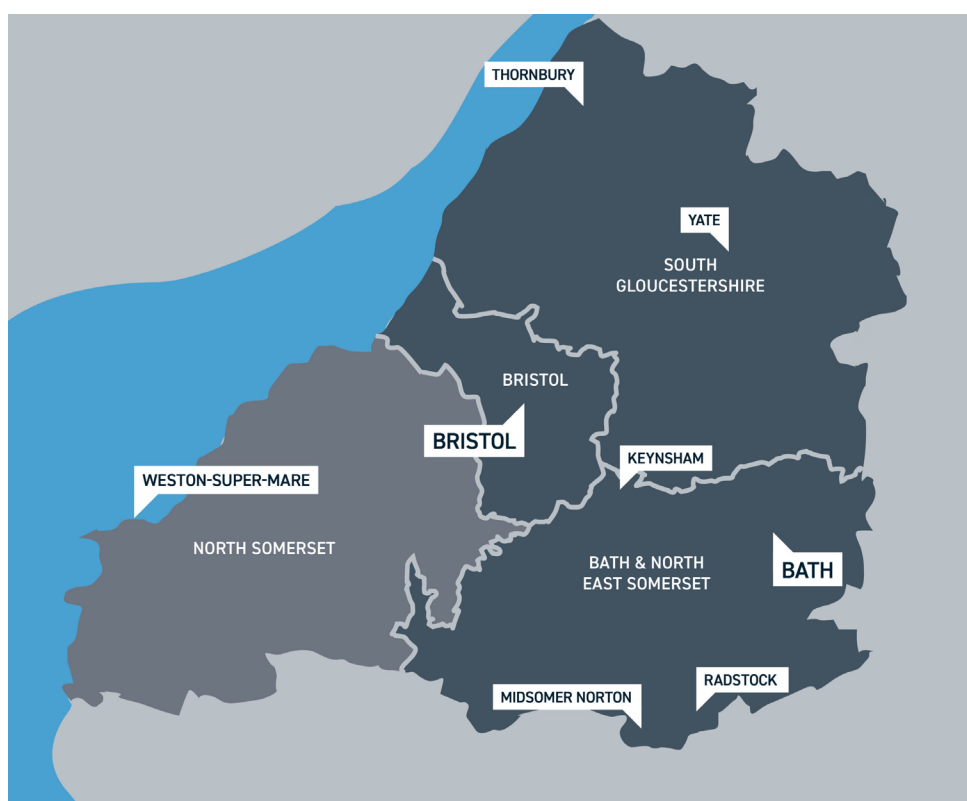 THORNBURY
YATE
SOUTH
GLOUCESTERSHIRE
BRISTOL
BRISTOL
KEYNSHAM
WESTON-SUPER-MARE
NORTH SOMERSET
BATH & NORTH
EAST SOMERSET
BATH
RADSTOCK
MIDSOMER NORTON